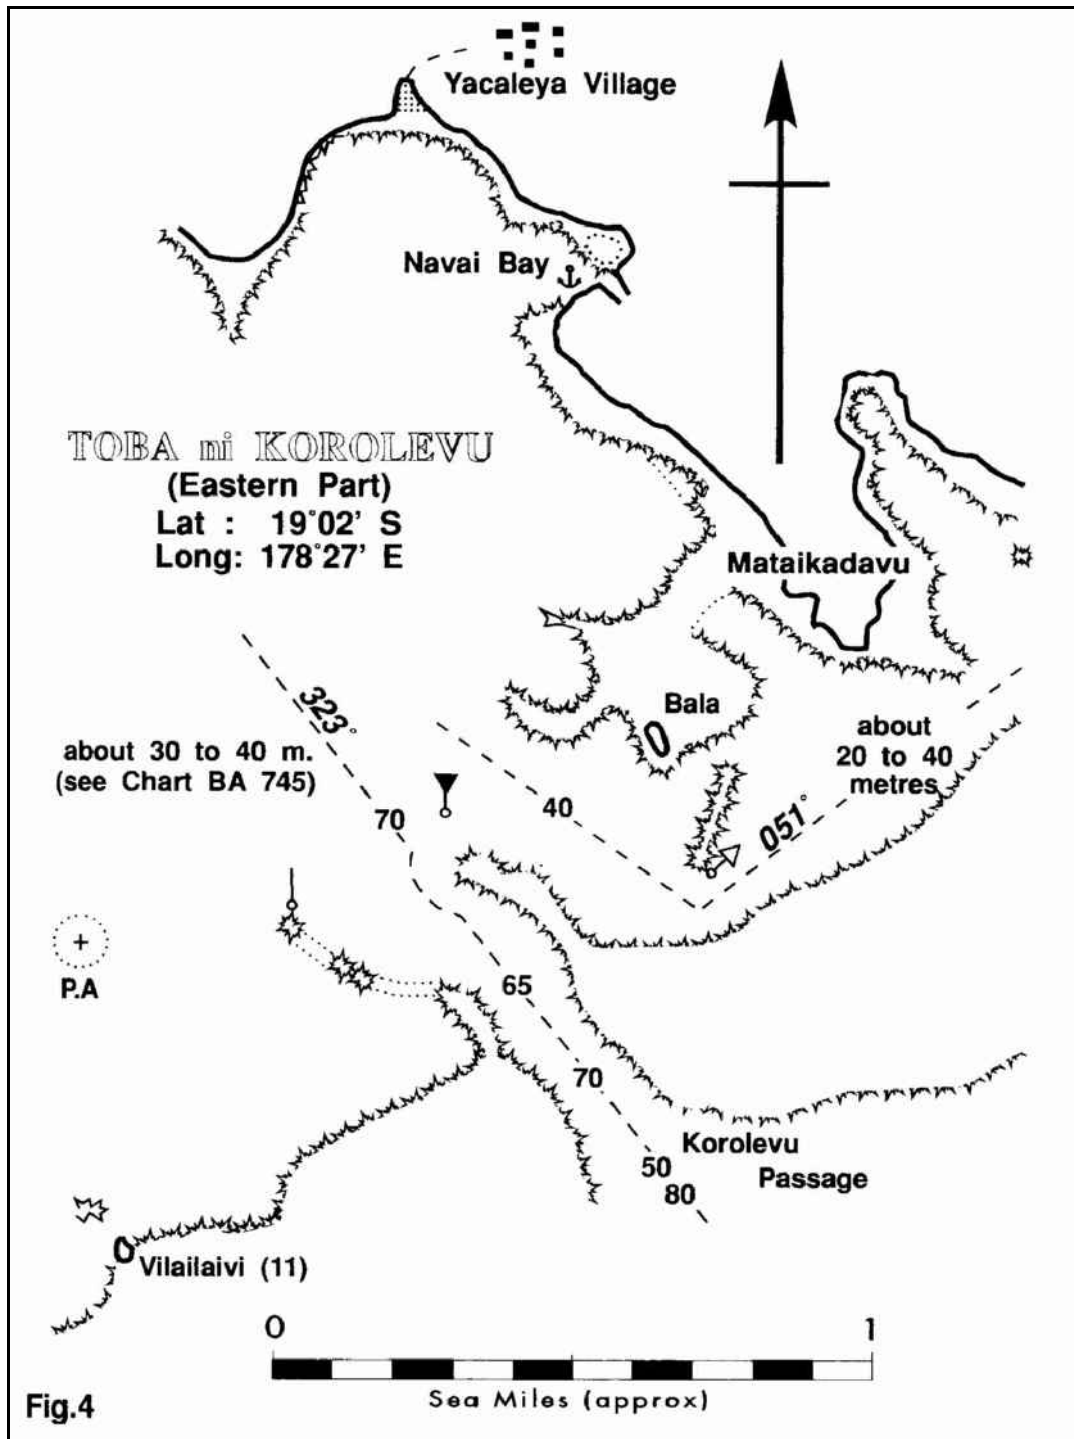 Yacaleya Village
Navai Bay
TOBA ni KOROLEVU
(Eastern Part)
Lat : 19°02' S
Long: 178°27' E
Mataikadavu
323°
Bala
about 30 to 40 m.
(see Chart BA 745)
about
20 to 40
metres
70
40
051°
P.A
65
70
Korolevu
Passage
50
80
Vilailaivi (11)
0 1
Sea Miles (approx)
Fig.4